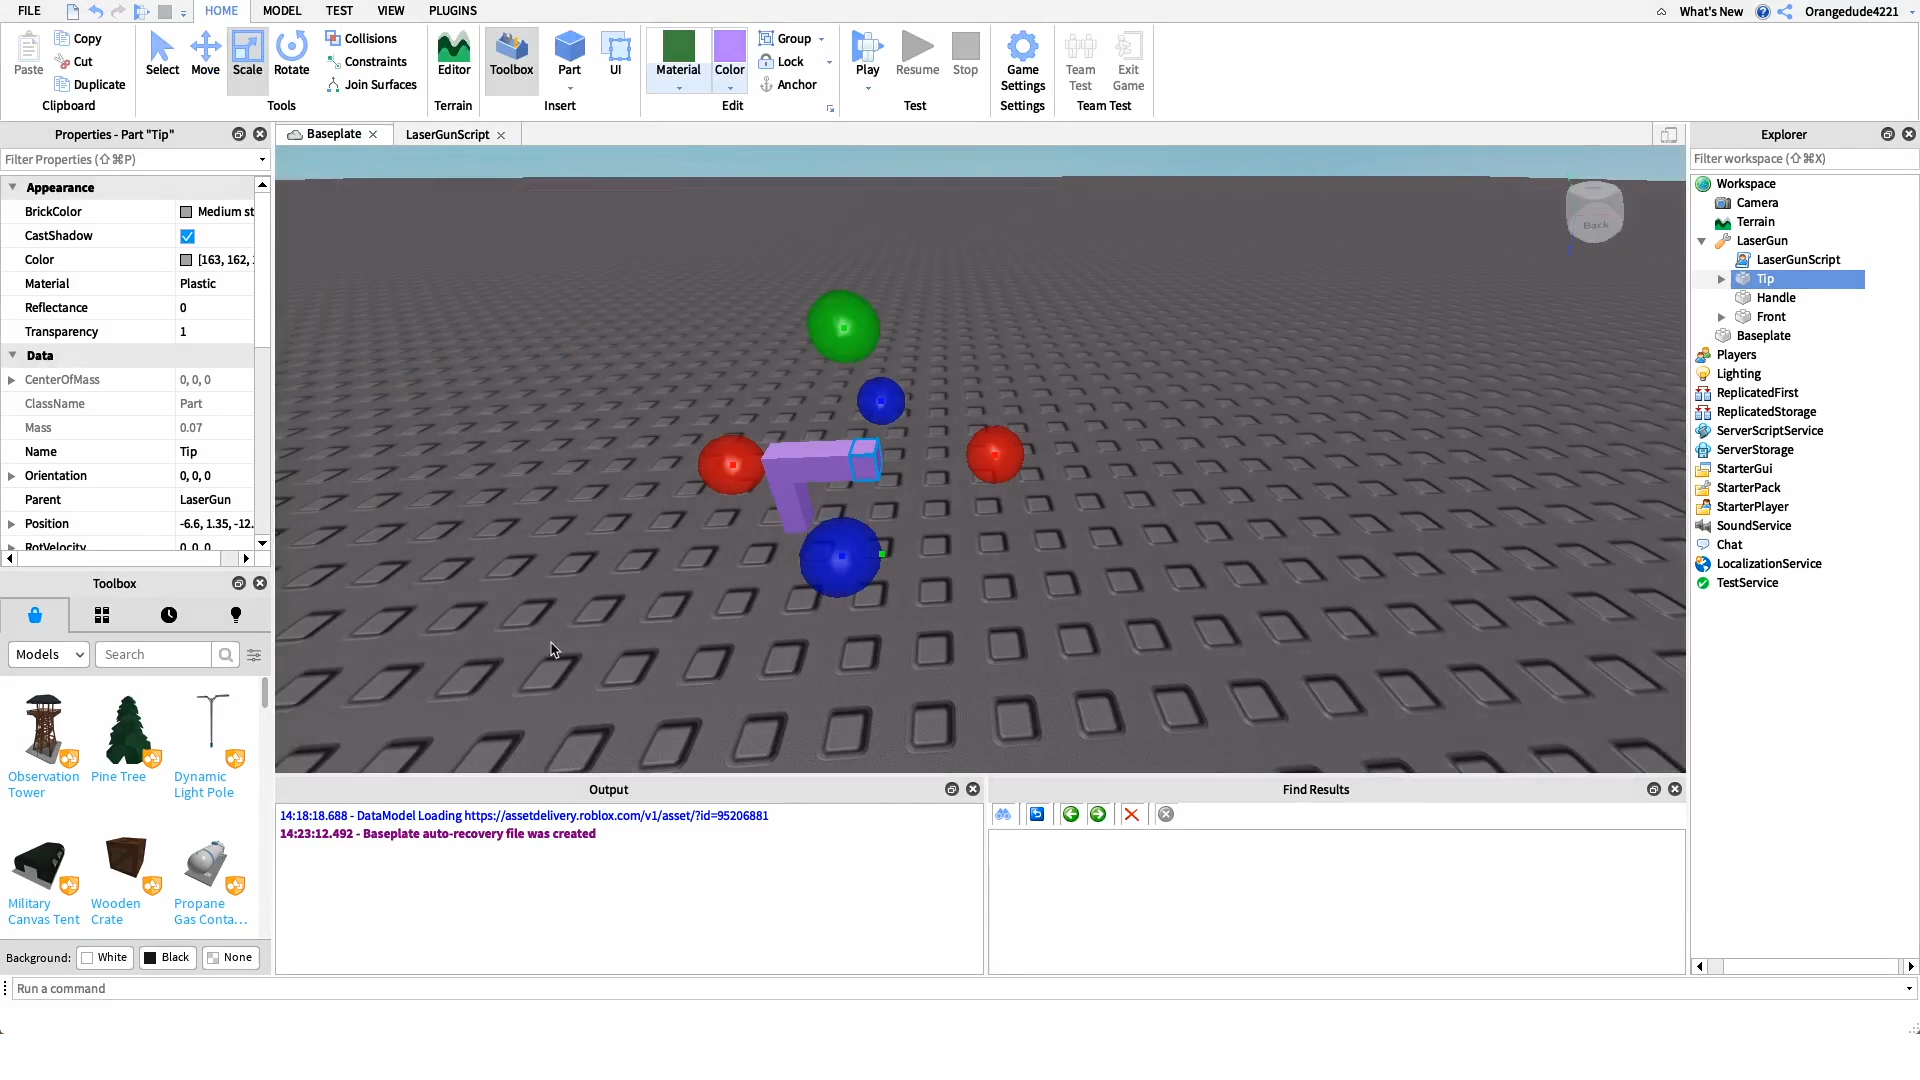 FILE
HOME
MODEL
TEST
VIEW
PLUGINS
What's New
Orangedude4221
Paste
Copy
Cut
Duplicate
Clipboard
Select
Move
Scale
Rotate
Collisions
Constraints
Join Surfaces
Tools
Editor
Terrain
Toolbox
Part
UI
Insert
Material
Color
Group
Lock
Anchor
Edit
Play
Resume
Stop
Test
Game
Settings
Settings
Team
Test
Exit
Game
Team Test
Properties - Part "Tip"
Filter Properties (⇧⌘P)
Appearance
BrickColor Medium st
CastShadow
Color [163, 162,
Material Plastic
Reflectance 0
Transparency 1
Data
CenterOfMass 0, 0, 0
ClassName Part
Mass 0.07
Name Tip
Orientation 0, 0, 0
Parent LaserGun
Position -6.6, 1.35, -12.
RotVelocity 0, 0, 0
Toolbox
Models
Search
Observation
Tower
Pine Tree
Dynamic
Light Pole
Military
Canvas Tent
Wooden
Crate
Propane
Gas Conta...
Background: White Black None
Baseplate
LaserGunScript
Back
Output
14:18:18.688 - DataModel Loading https://assetdelivery.roblox.com/v1/asset/?id=95206881
14:23:12.492 - Baseplate auto-recovery file was created
Find Results
Explorer
Filter workspace (⇧⌘X)
Workspace
Camera
Terrain
LaserGun
LaserGunScript
Tip
Handle
Front
Baseplate
Players
Lighting
ReplicatedFirst
ReplicatedStorage
ServerScriptService
ServerStorage
StarterGui
StarterPack
StarterPlayer
SoundService
Chat
LocalizationService
TestService
Run a command